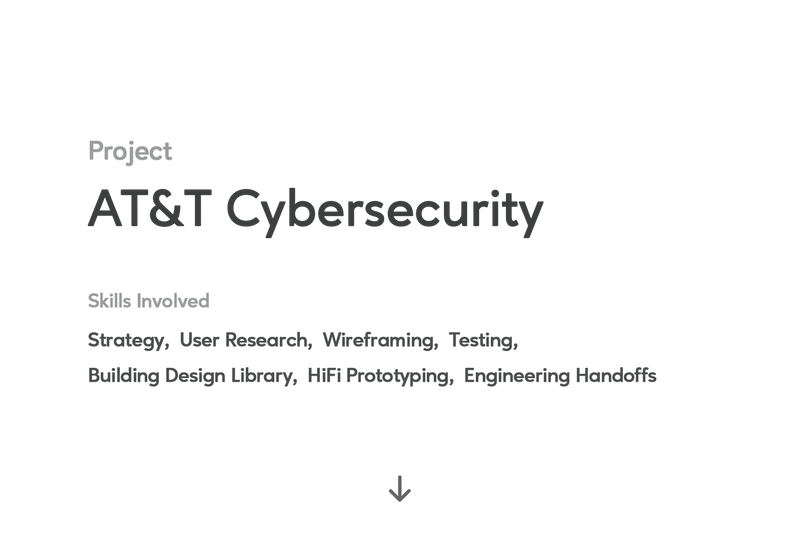 Project
AT&T Cybersecurity
Skills Involved
Strategy, User Research, Wireframing, Testing,
Building Design Library, HiFi Prototyping, Engineering Handoffs